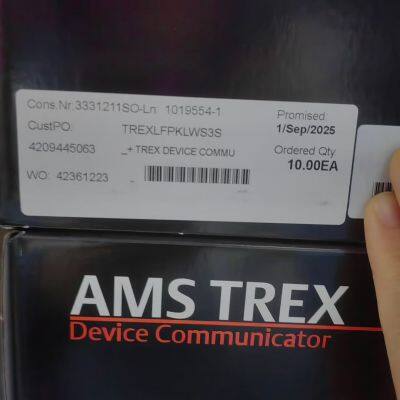 Cons.Nr.3331211SO-Ln 1019554-1
Promised
CustPO. TREXLFPKLWS3S 1/Sep/2025
4209445063 _+ TREX DEVICE COMMU Ordered Qty
10.00EA
WO: 42361223
AMS TREX
Device Communicator